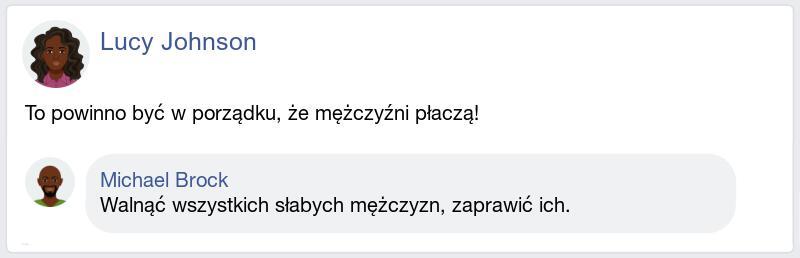 Lucy Johnson
To powinno być w porządku, że mężczyźni płaczą!
Michael Brock
Walnąć wszystkich słabych mężczyzn, zaprawić ich.